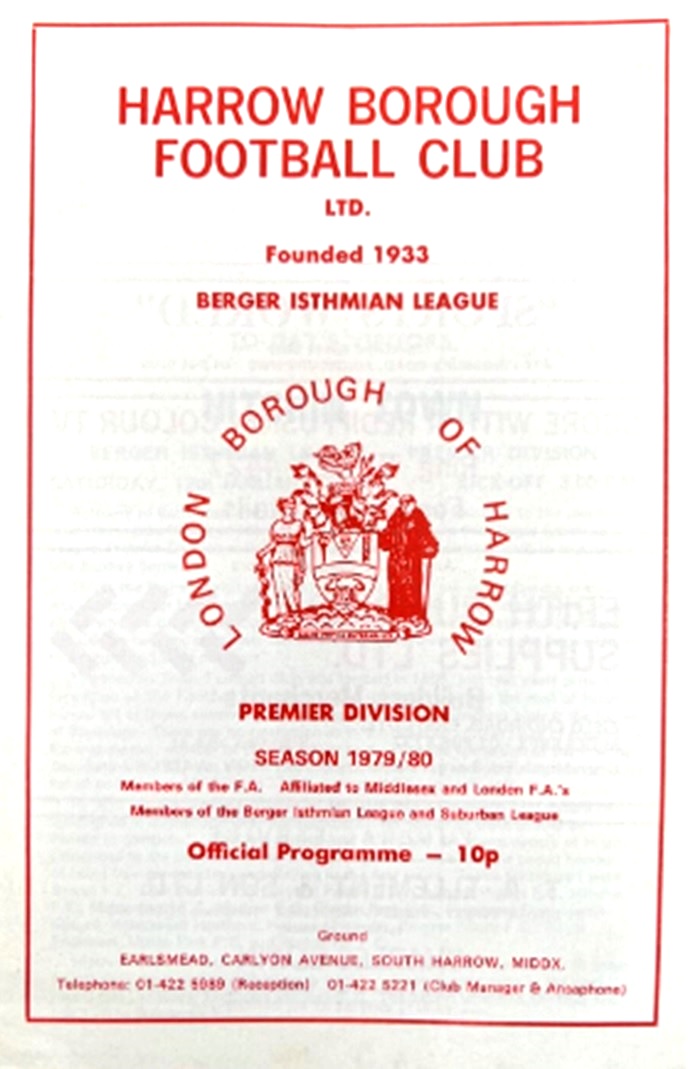 HARROW BOROUGH
FOOTBALL CLUB
LTD.
Founded 1933
BERGER ISTHMIAN LEAGUE
LONDON BOROUGH OF HARROW
PREMIER DIVISION
SEASON 1979/80
Members of the F.A. Affiliated to Middlesex and London F.A.'s
Members of the Berger Isthmian League and Suburban League
Official Programme – 10p
Ground
EARLSMEAD, CARLYON AVENUE, SOUTH HARROW, MIDDX.
Telephone: 01-422 5989 (Reception) 01-422 5221 (Club Manager & Ansaphone)